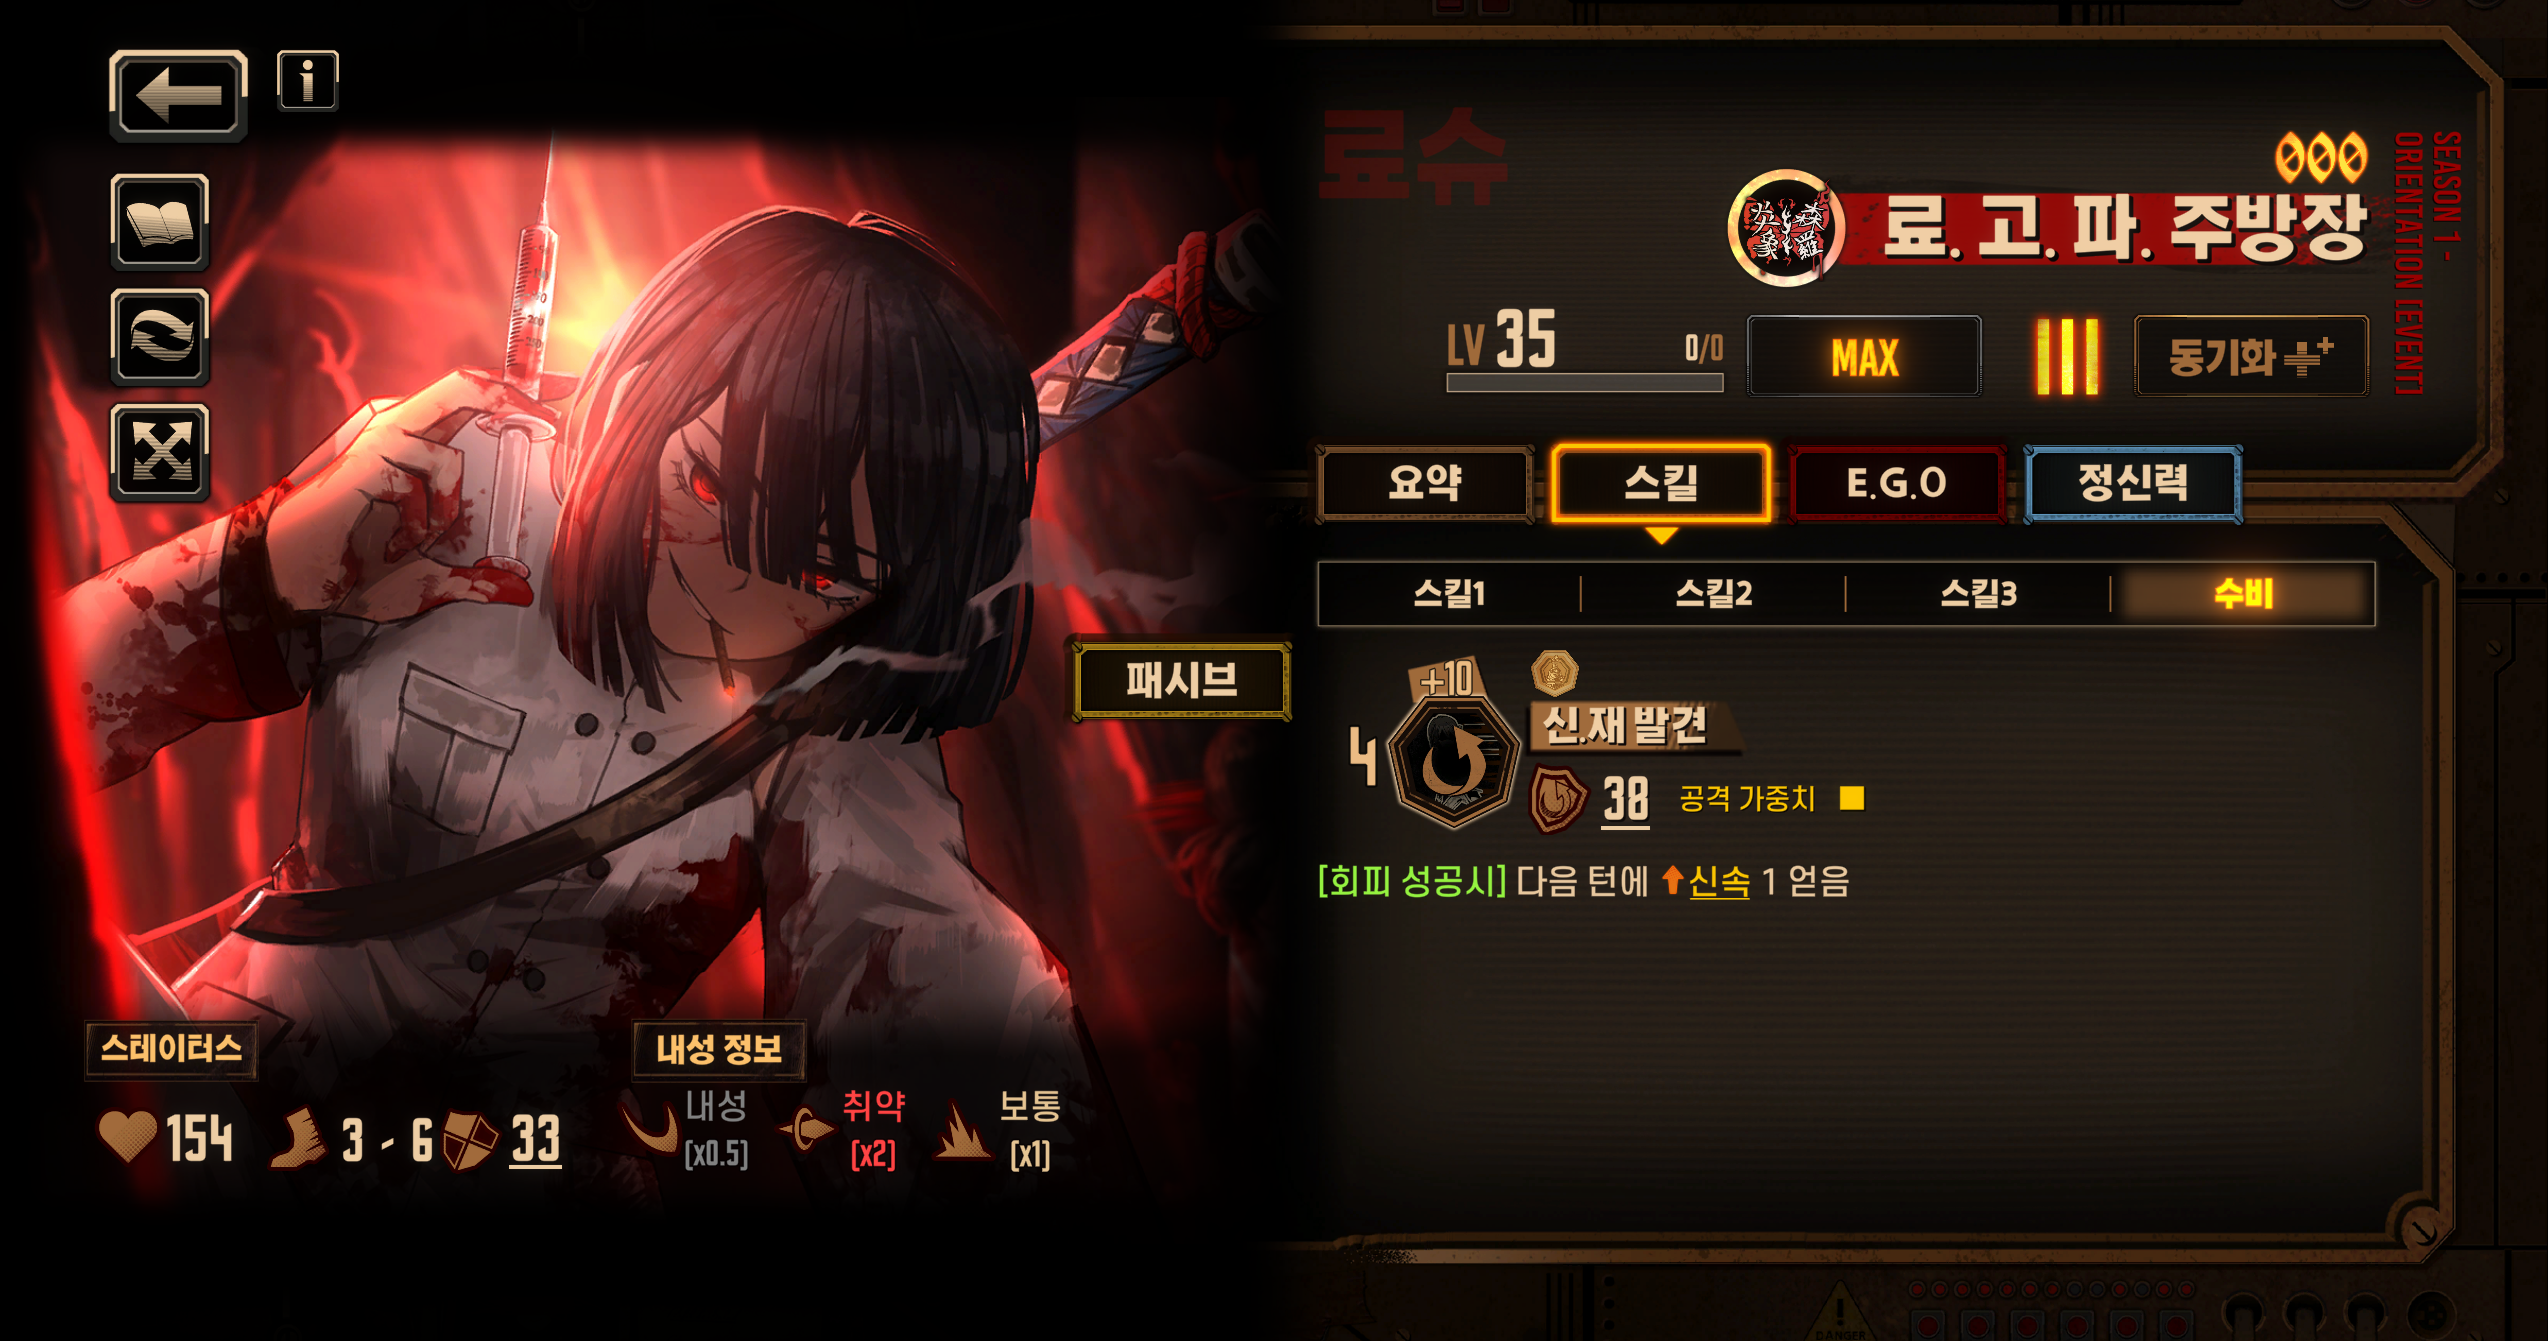 료슈
료. 고. 파. 주방장
SEASON 1 -
ORIENTATION [EVENT]
LV 35
0/0
MAX
동기화
요약
스킬
E.G.O
정신력
스킬1
스킬2
스킬3
수비
패시브
+10
4
신.재 발견
38
공격 가중치
[회피 성공시] 다음 턴에 신속 1 얻음
스테이터스
154
3 - 6
33
내성 정보
내성
[x0.5]
취약
[x2]
보통
[x1]
DANGER